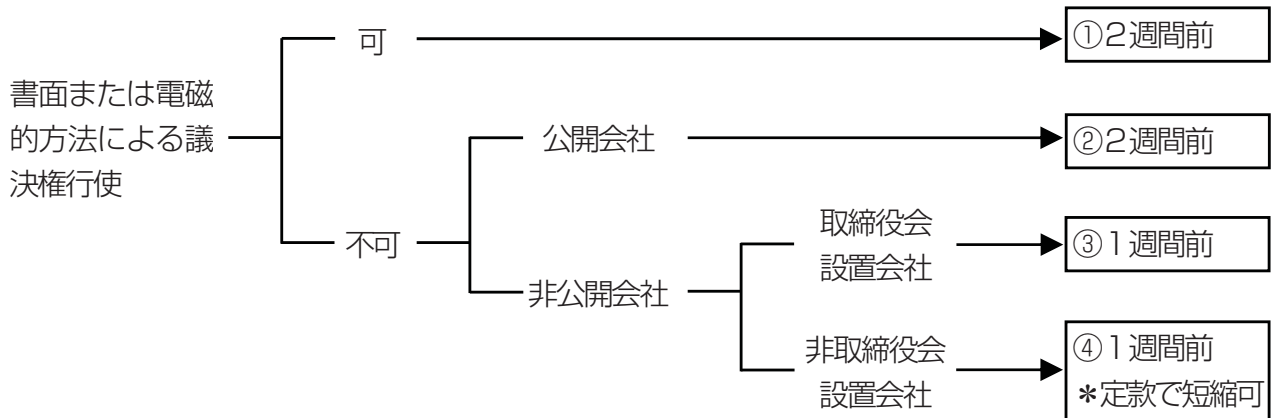 書面または電磁
的方法による議
決権行使
可
①２週間前
不可
公開会社
②２週間前
非公開会社
取締役会
設置会社
③１週間前
非取締役会
設置会社
④１週間前
＊定款で短縮可